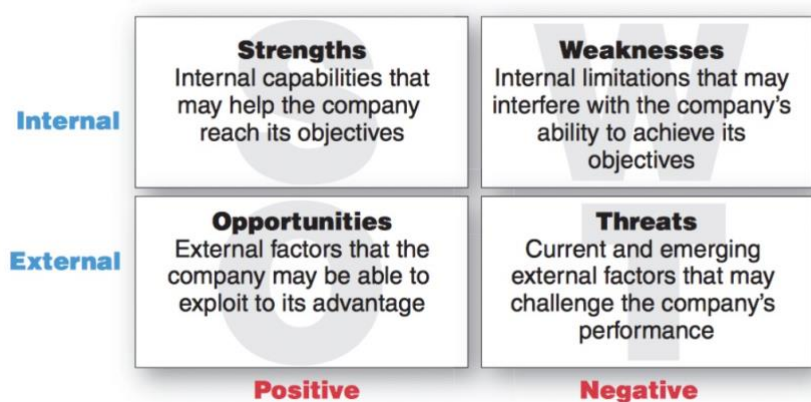 Internal
Strengths
Internal capabilities that
may help the company
reach its objectives
Weaknesses
Internal limitations that may
interfere with the company's
ability to achieve its
objectives
External
Opportunities
External factors that the
company may be able to
exploit to its advantage
Threats
Current and emerging
external factors that may
challenge the company's
performance
Positive
Negative
S
W
O
T